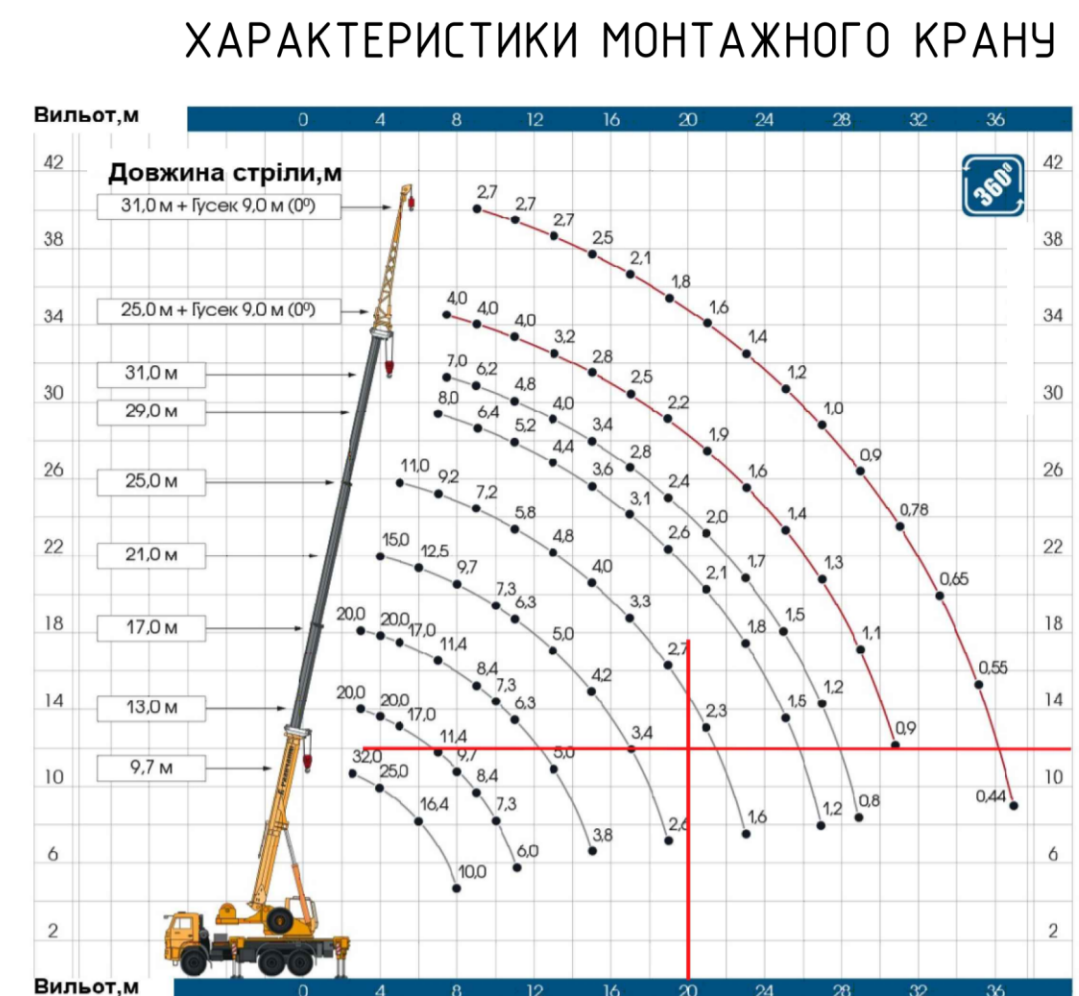 ХАРАКТЕРИСТИКИ МОНТАЖНОГО КРАНУ
Вильот,м 0 4 8 12 16 20 24 28 32 36
Довжина стріли,м
360⁰
42 42
31,0 м + Гусек 9,0 м (0⁰)
2,7 2,7 2,7 2,5 2,1 1,8 1,6 1,4 1,2 1,0 0,9 0,78 0,65 0,55 0,44
38 38
25,0 м + Гусек 9,0 м (0⁰)
4,0 4,0 4,0 3,2 2,8 2,5 2,2 1,9 1,6 1,4 1,3 1,1 0,9
34 34
31,0 м
7,0 6,2 4,8 4,0 3,4 2,8 2,4 2,0 1,7 1,5 1,2 0,8
30 30
29,0 м
8,0 6,4 5,2 4,4 3,6 3,1 2,6 2,1 1,8 1,5 1,2
26 26
25,0 м
11,0 9,2 7,2 5,8 4,8 4,0 3,3 2,7 2,3 1,6
22 22
21,0 м
15,0 12,5 9,7 7,3 6,3 5,0 4,2 3,4 2,6
18 18
17,0 м
20,0 20,0 17,0 11,4 8,4 7,3 6,3 5,0 3,8
14 14
13,0 м
20,0 20,0 17,0 11,4 9,7 8,4 7,3 6,0
10 10
9,7 м
32,0 25,0 16,4 10,0
6 6
2 2
Вильот,м 0 4 8 12 16 20 24 28 32 36